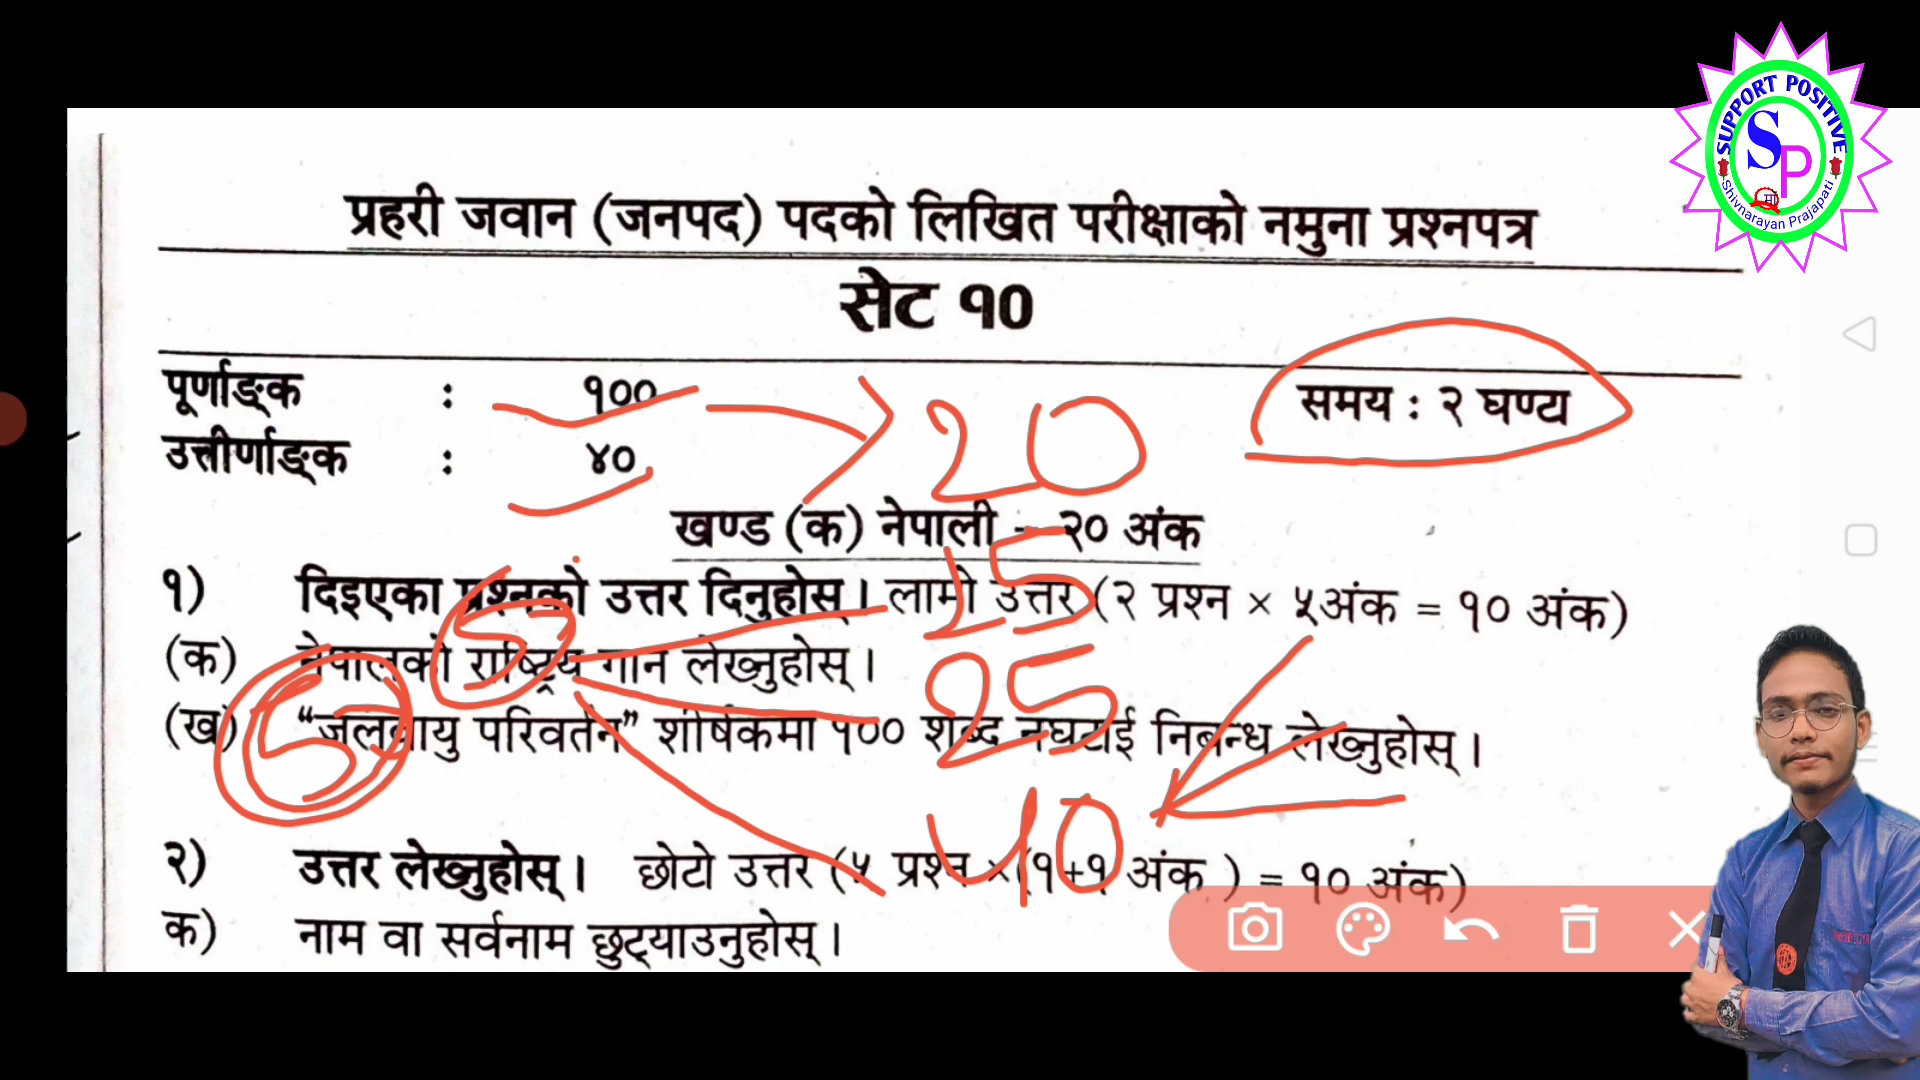 SUPPORT POSITIVE
SP
माँ
Shivnarayan Prajapati
प्रहरी जवान (जनपद) पदको लिखित परीक्षाको नमुना प्रश्नपत्र
सेट १०
पूर्णाङ्क : १००
समय : २ घण्टा
उत्तीर्णाङ्क : ४०
20
खण्ड (क) नेपाली - २० अंक
15
१) दिइएका प्रश्नको उत्तर दिनुहोस् । लामो उत्तर (२ प्रश्न × ५अंक = १० अंक)
5
(क) नेपालको राष्ट्रिय गान लेख्नुहोस् ।
25
5
(ख) “जलवायु परिवर्तन” शीर्षकमा १०० शब्द नघटाई निबन्ध लेख्नुहोस् ।
40
२) उत्तर लेख्नुहोस् । छोटो उत्तर (५ प्रश्न ×(१+१ अंक ) = १० अंक)
क) नाम वा सर्वनाम छुट्याउनुहोस् ।